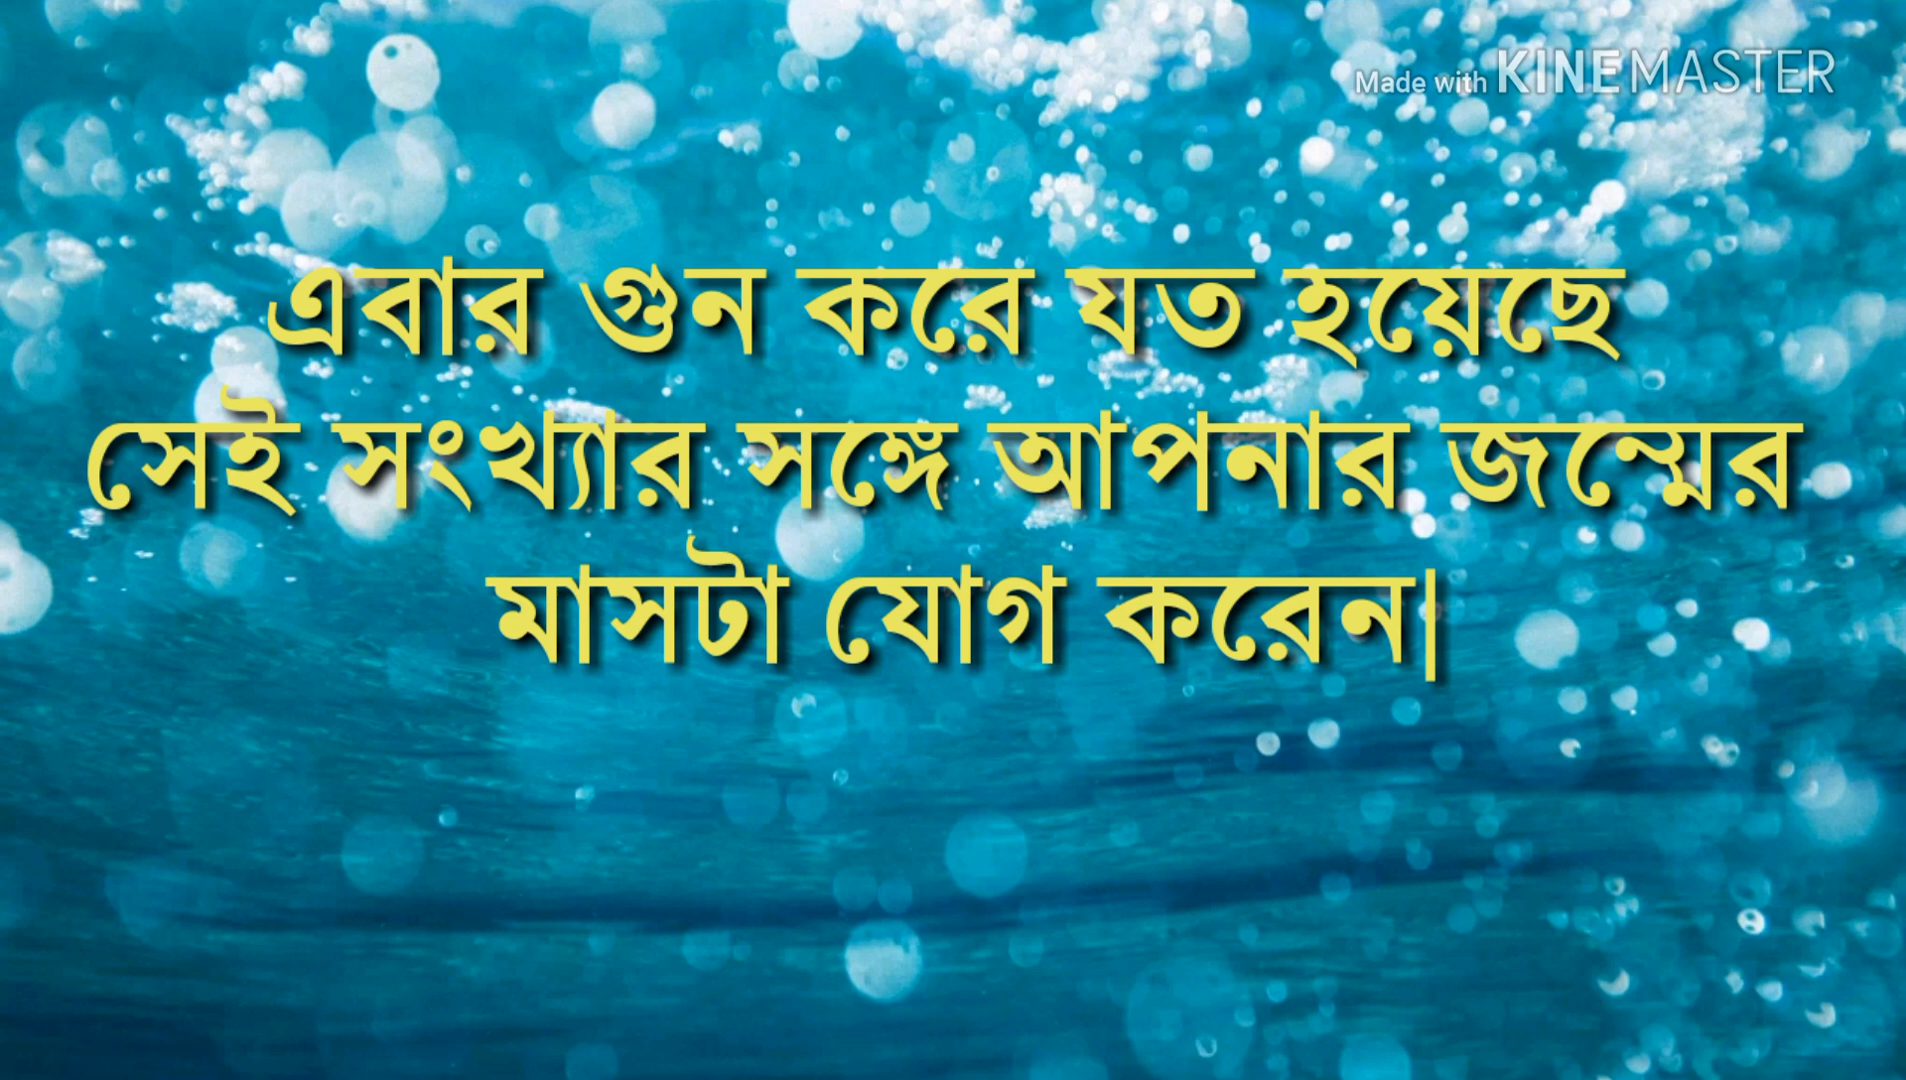 Made with KINEMASTER
এবার গুন করে যত হয়েছে
সেই সংখ্যার সঙ্গে আপনার জন্মের
মাসটা যোগ করেন|